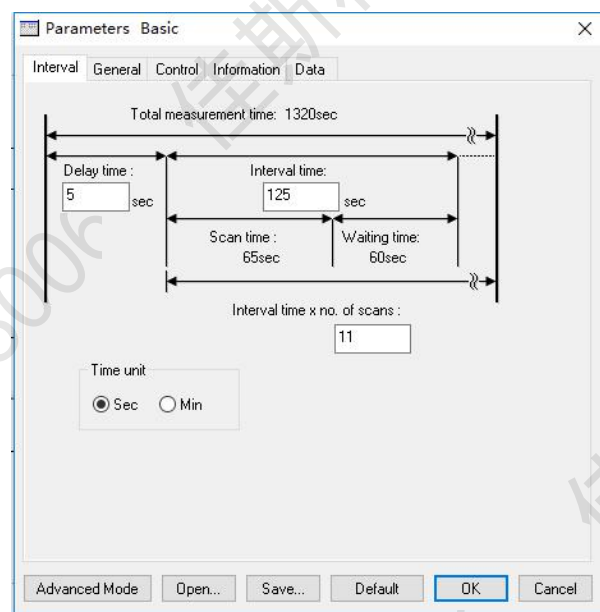 Parameters Basic
Interval General Control Information Data
Total measurement time: 1320sec
Delay time : Interval time:
5 sec 125 sec
Scan time : Waiting time:
65sec 60sec
Interval time x no. of scans :
11
Time unit
Sec Min
Advanced Mode Open... Save... Default OK Cancel